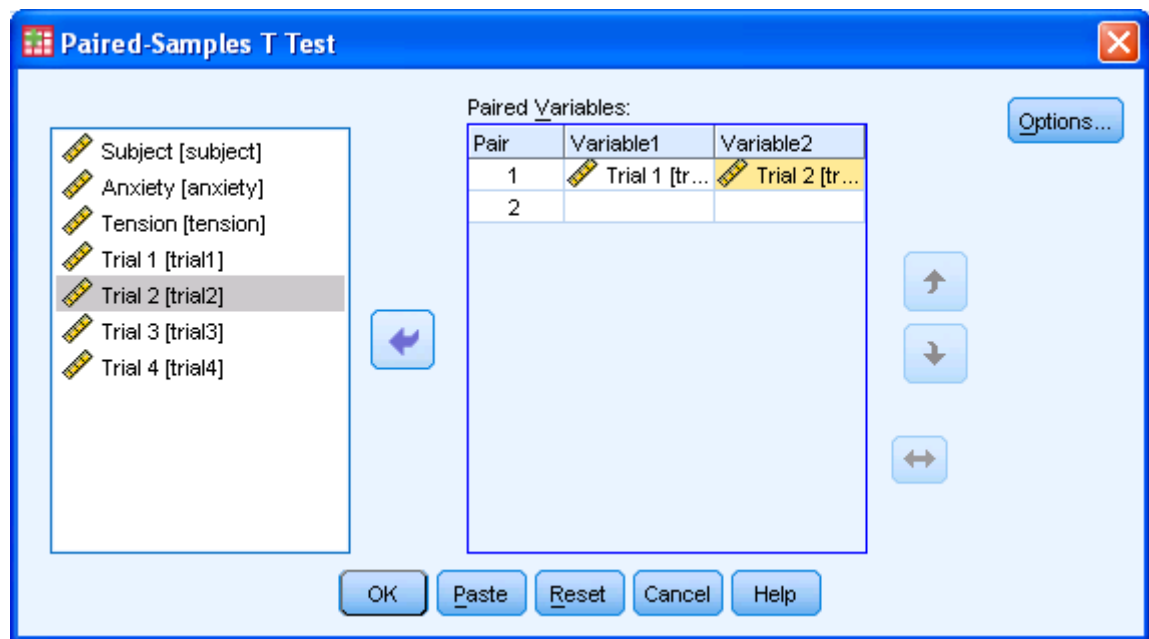 Paired-Samples T Test
Subject [subject]
Anxiety [anxiety]
Tension [tension]
Trial 1 [trial1]
Trial 2 [trial2]
Trial 3 [trial3]
Trial 4 [trial4]
Paired Variables:
Pair Variable1 Variable2
1 Trial 1 [tr... Trial 2 [tr...
2
Options...
OK Paste Reset Cancel Help